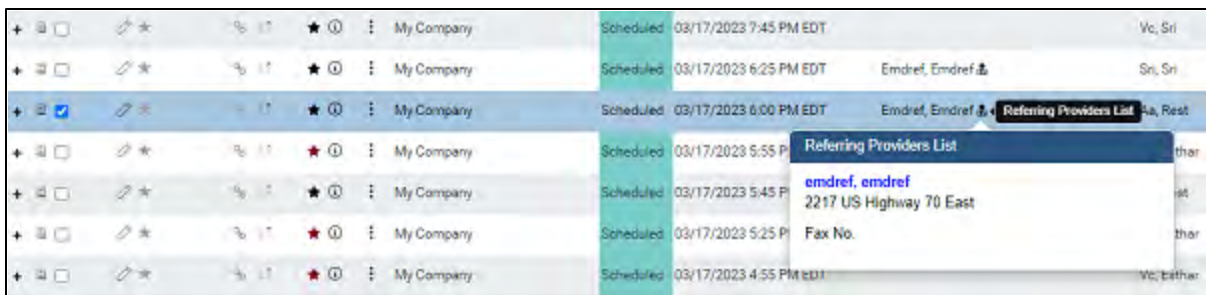 My Company Scheduled 03/17/2023 7:45 PM EDT Vc, Sri
My Company Scheduled 03/17/2023 6:25 PM EDT Emdref, Emdref Sri, Sri
My Company Scheduled 03/17/2023 6:00 PM EDT Emdref, Emdref Referring Providers List Aa, Rest
My Company Scheduled 03/17/2023 5:55 P Referring Providers List thar
My Company Scheduled 03/17/2023 5:45 P emdref, emdref
2217 US Highway 70 East
My Company Scheduled 03/17/2023 5:25 P Fax No. thar
My Company Scheduled 03/17/2023 4:55 PM EDT Vc, Esthar